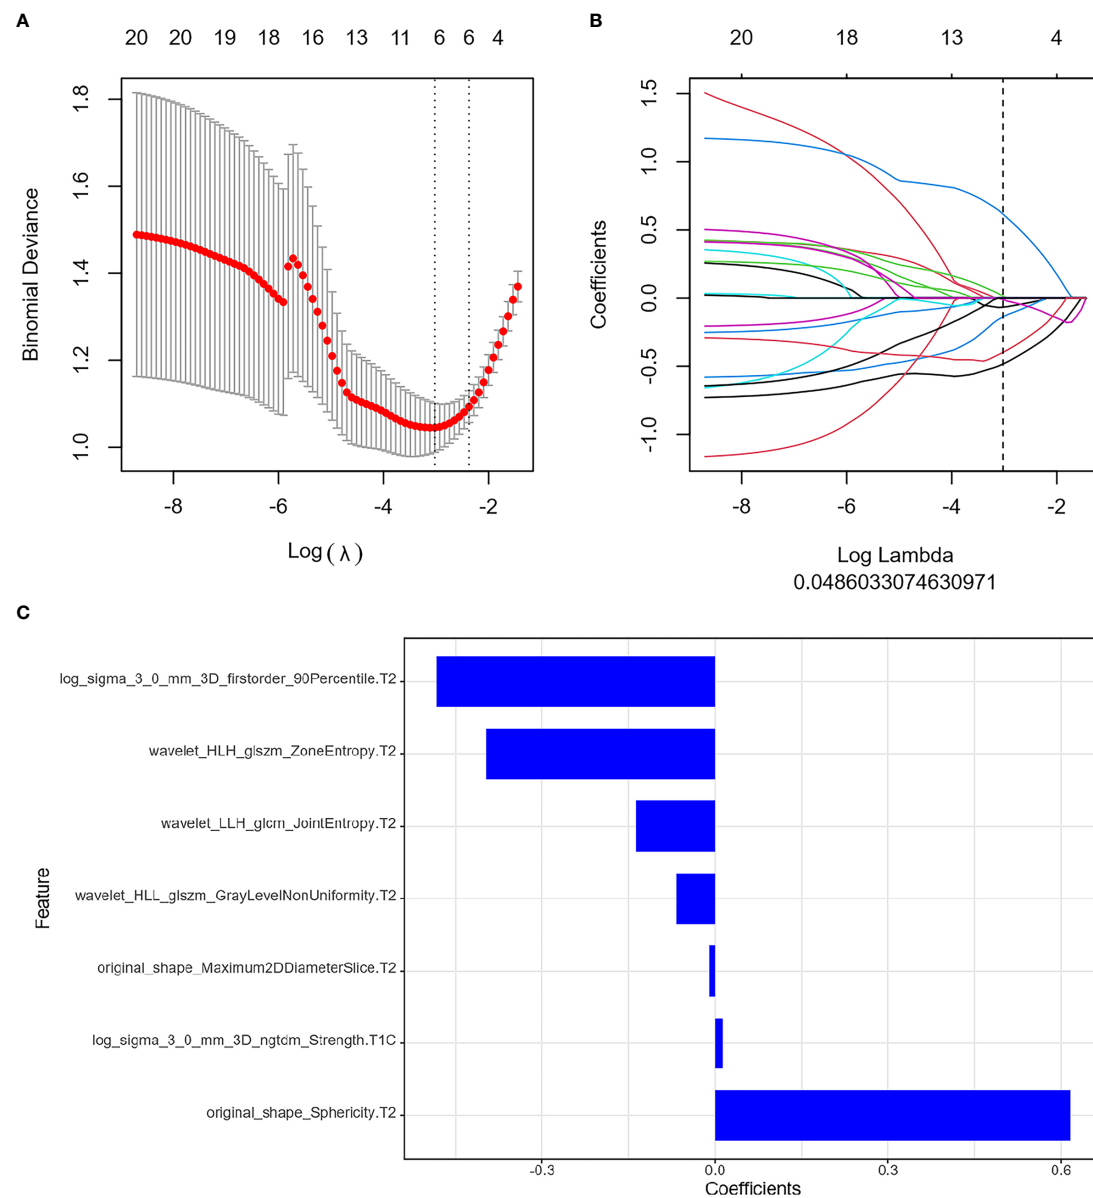 A
20 20 19 18 16 13 11 6 6 4
1.8
1.6
1.4
1.2
1.0
Binomial Deviance
-8 -6 -4 -2
Log(λ)
B
20 18 13 4
1.5
1.0
0.5
0.0
-0.5
-1.0
Coefficients
-8 -6 -4 -2
Log Lambda
0.0486033074630971
C
Feature
log_sigma_3_0_mm_3D_firstorder_90Percentile.T2
wavelet_HLH_glszm_ZoneEntropy.T2
wavelet_LLH_glcm_JointEntropy.T2
wavelet_HLL_glszm_GrayLevelNonUniformity.T2
original_shape_Maximum2DDiameterSlice.T2
log_sigma_3_0_mm_3D_ngtdm_Strength.T1C
original_shape_Sphericity.T2
-0.3 0.0 0.3 0.6
Coefficients